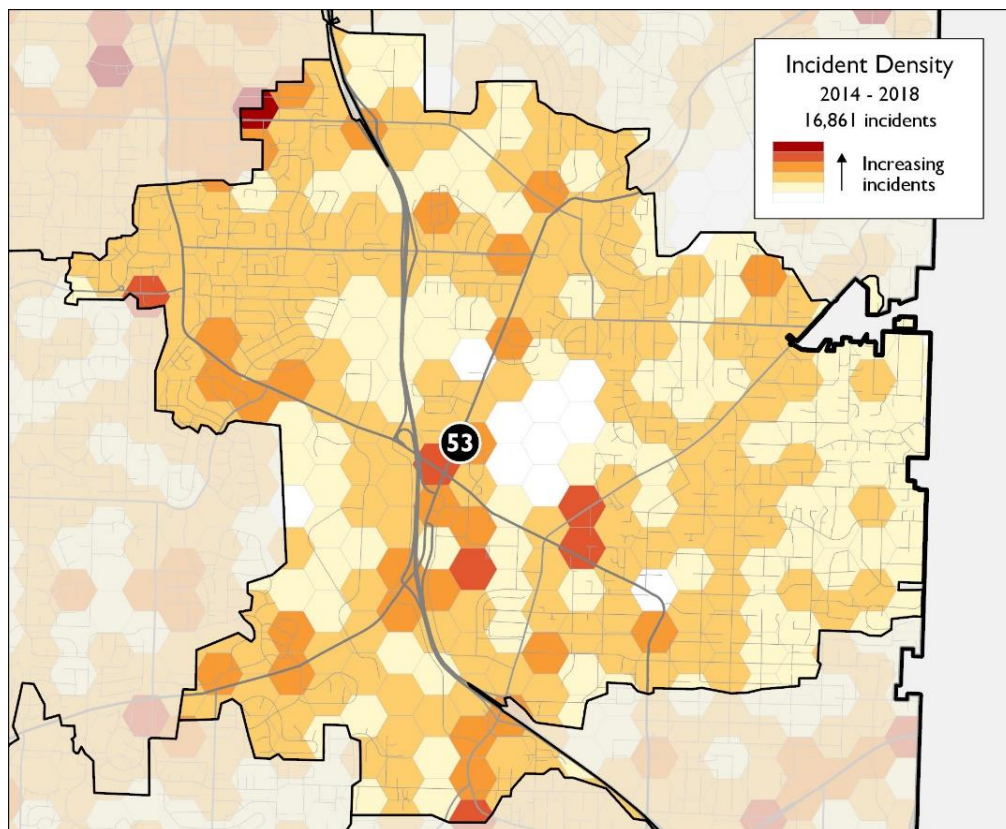 Incident Density
2014 - 2018
16,861 incidents
Increasing
incidents
53